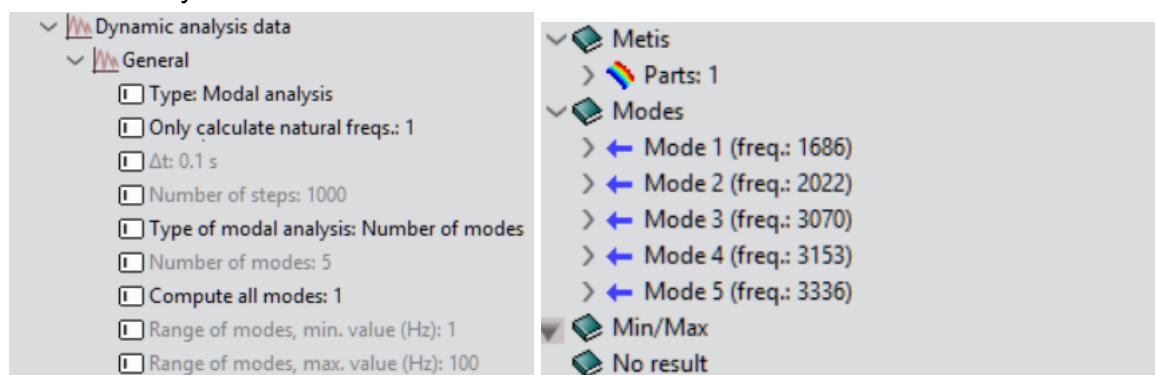 Dynamic analysis data
General
Type: Modal analysis
Only calculate natural freqs.: 1
Δt: 0.1 s
Number of steps: 1000
Type of modal analysis: Number of modes
Number of modes: 5
Compute all modes: 1
Range of modes, min. value (Hz): 1
Range of modes, max. value (Hz): 100
Metis
Parts: 1
Modes
Mode 1 (freq.: 1686)
Mode 2 (freq.: 2022)
Mode 3 (freq.: 3070)
Mode 4 (freq.: 3153)
Mode 5 (freq.: 3336)
Min/Max
No result